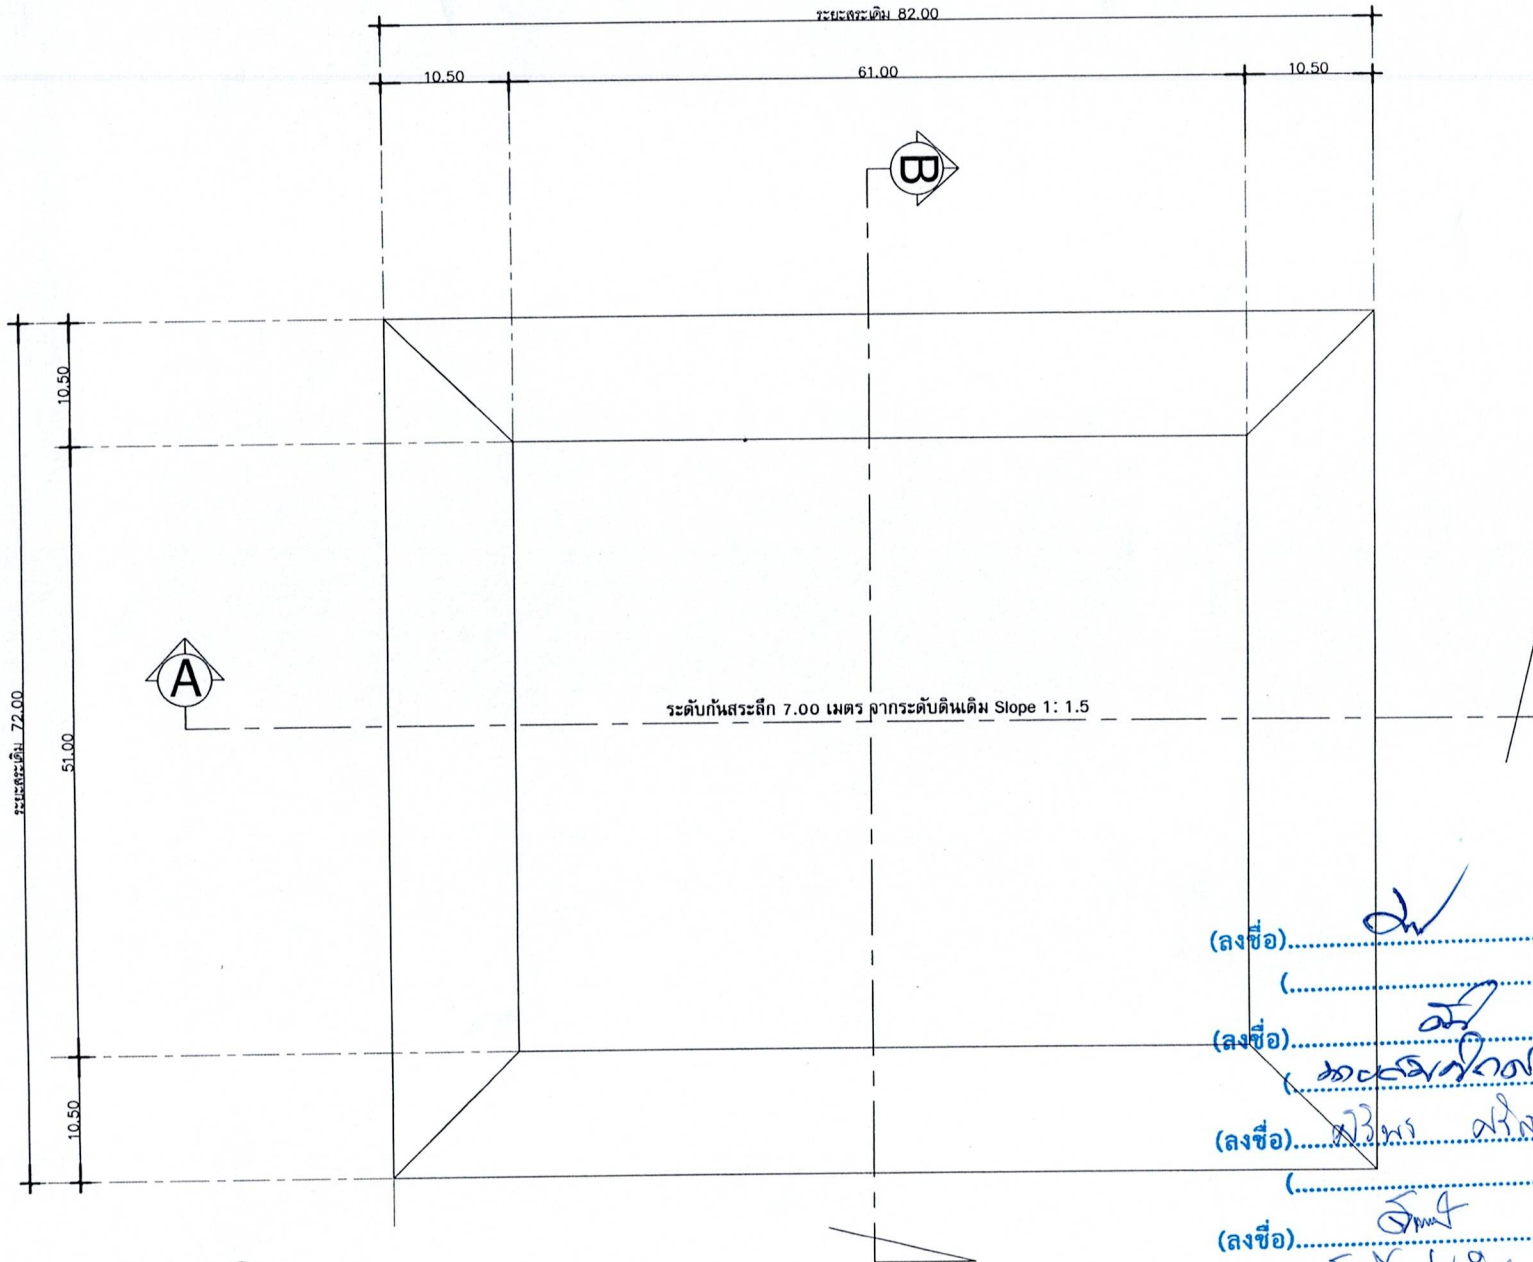 ระยะสระเดิม 82.00
10.50 61.00 10.50
B
10.50
A
ระดับก้นสระลึก 7.00 เมตร จากระดับดินเดิม Slope 1: 1.5
ระยะสระเดิม 72.00
51.00
10.50
(ลงชื่อ)
(
(ลงชื่อ)
(
(ลงชื่อ)
(
(ลงชื่อ)